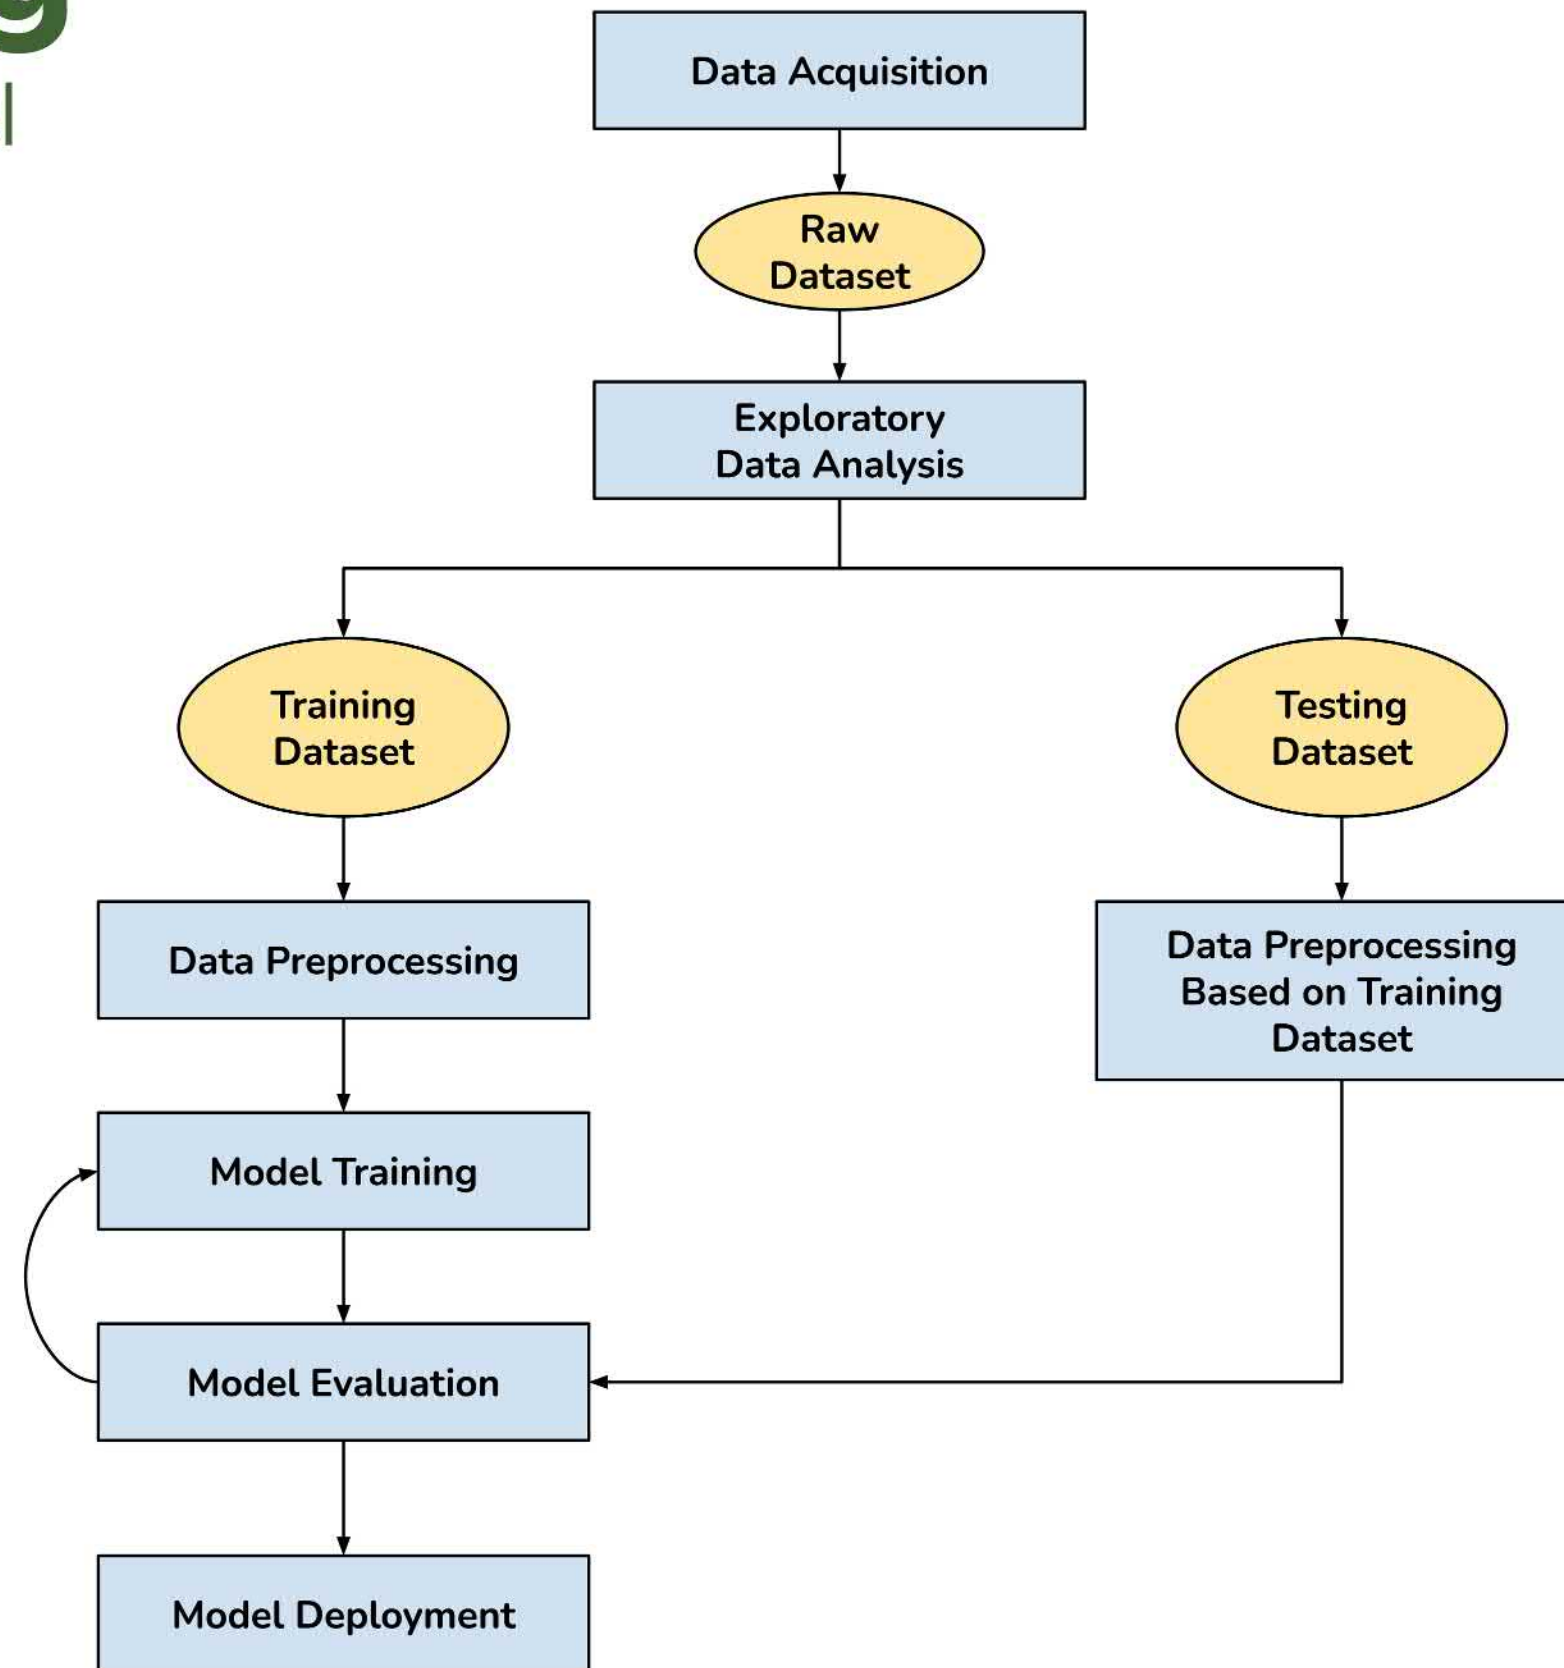 g
l
Data Acquisition
Raw
Dataset
Exploratory
Data Analysis
Training
Dataset
Testing
Dataset
Data Preprocessing
Data Preprocessing
Based on Training
Dataset
Model Training
Model Evaluation
Model Deployment